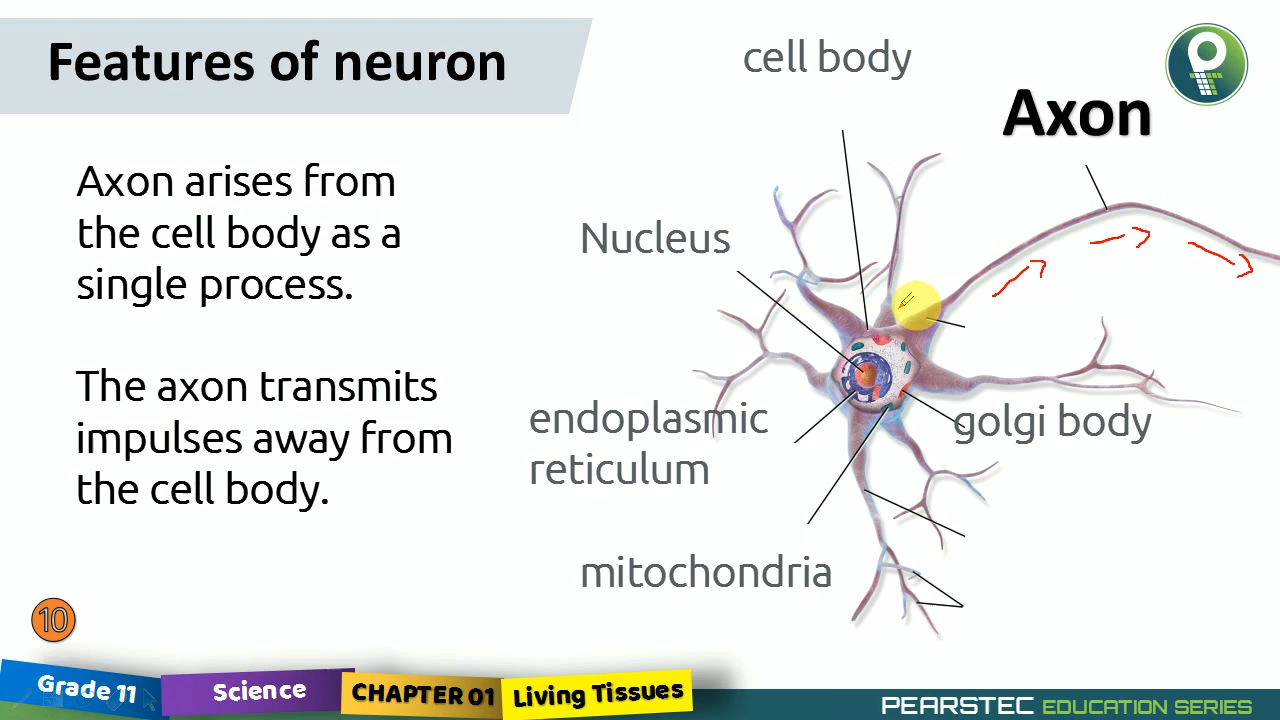 Features of neuron
cell body
Axon
Axon arises from
the cell body as a
single process.
Nucleus
The axon transmits
impulses away from
the cell body.
endoplasmic
reticulum
golgi body
mitochondria
10
Grade 11
Science
CHAPTER 01
Living Tissues
PEARSTEC EDUCATION SERIES